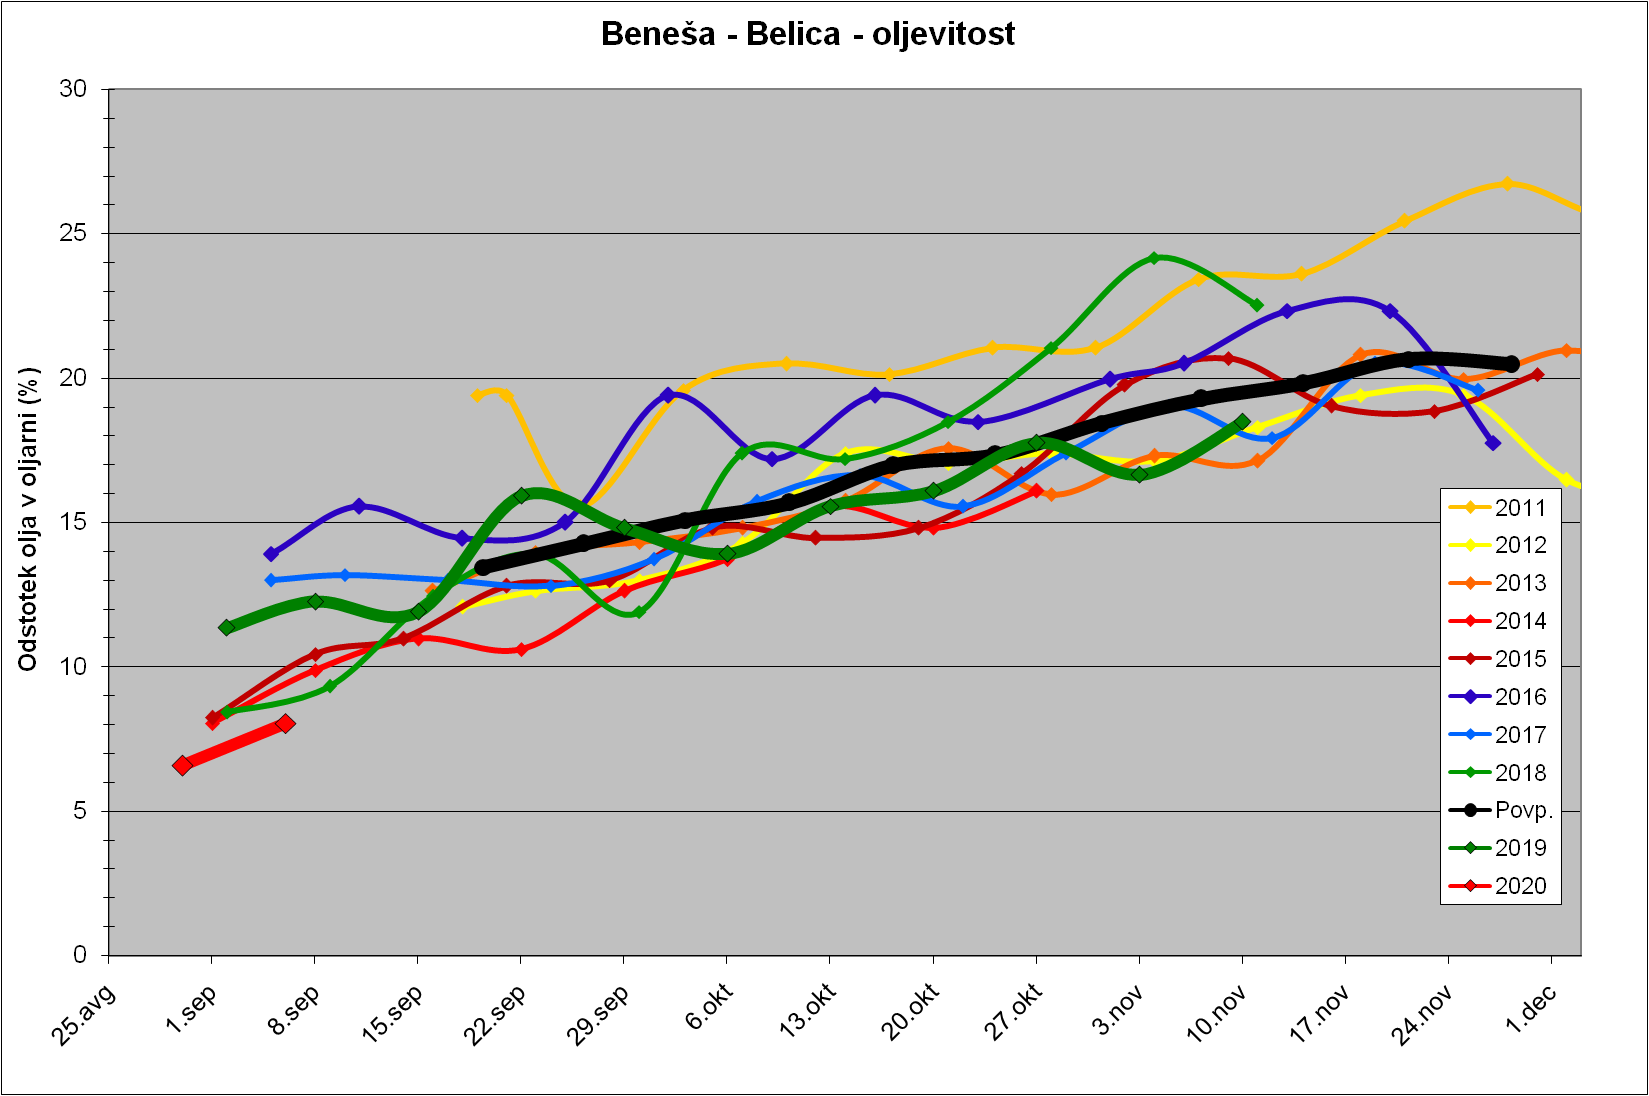 Beneša - Belica - oljevitost
Odstotek olja v oljarni (%)
30
25
20
15
10
5
0
25.avg
1.sep
8.sep
15.sep
22.sep
29.sep
6.okt
13.okt
20.okt
27.okt
3.nov
10.nov
17.nov
24.nov
1.dec
2011
2012
2013
2014
2015
2016
2017
2018
Povp.
2019
2020